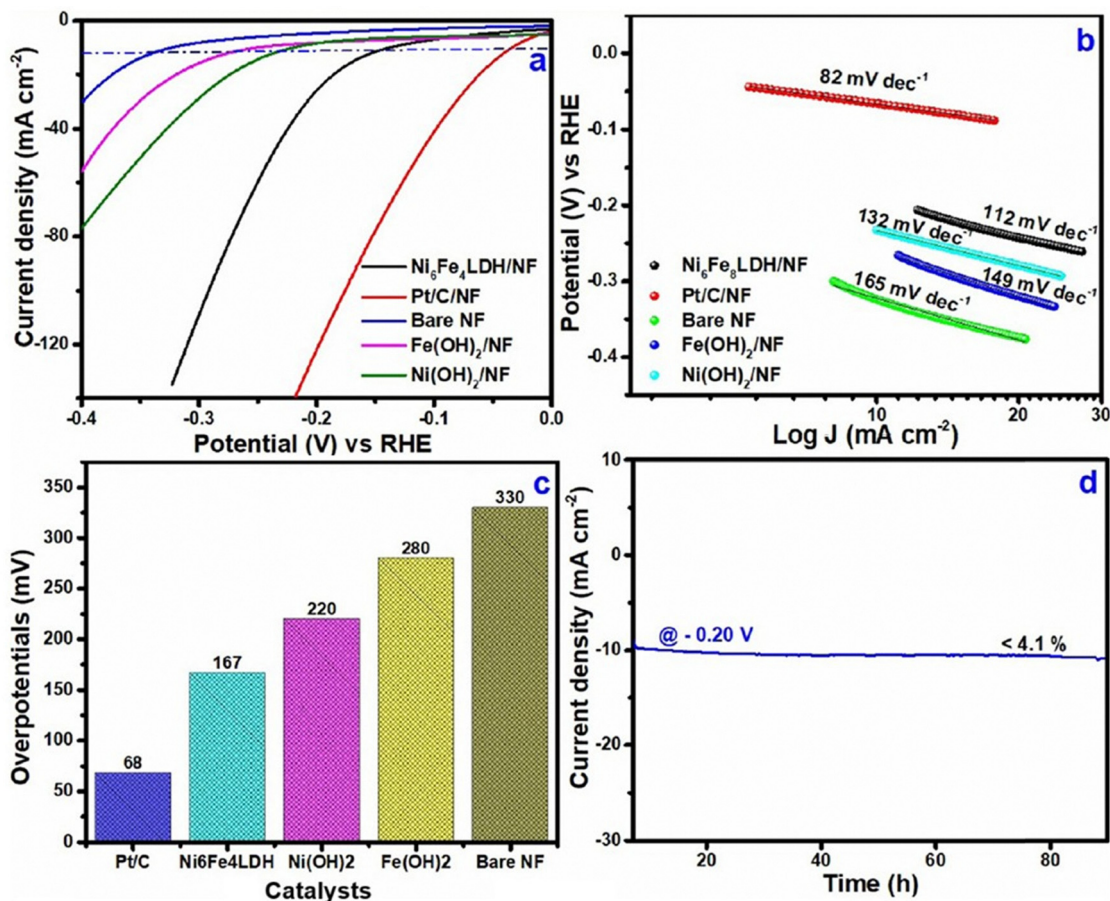 a
0
-40
-80
-120
-0.4
-0.3
-0.2
-0.1
0.0
Current density (mA cm⁻²)
Potential (V) vs RHE
Ni₆Fe₄LDH/NF
Pt/C/NF
Bare NF
Fe(OH)₂/NF
Ni(OH)₂/NF
b
0.0
-0.1
-0.2
-0.3
-0.4
10
20
30
Potential (V) vs RHE
Log J (mA cm⁻²)
82 mV dec⁻¹
112 mV dec⁻¹
132 mV dec⁻¹
149 mV dec⁻¹
165 mV dec⁻¹
Ni₆Fe₈LDH/NF
Pt/C/NF
Bare NF
Fe(OH)₂/NF
Ni(OH)₂/NF
c
350
300
250
200
150
100
50
0
Overpotentials (mV)
68
167
220
280
330
Pt/C
Ni6Fe4LDH
Ni(OH)2
Fe(OH)2
Bare NF
Catalysts
d
10
0
-10
-20
-30
Current density (mA cm⁻²)
@ - 0.20 V
< 4.1 %
20
40
60
80
Time (h)